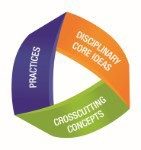 PRACTICES
DISCIPLINARY
CORE IDEAS
CROSSCUTTING
CONCEPTS